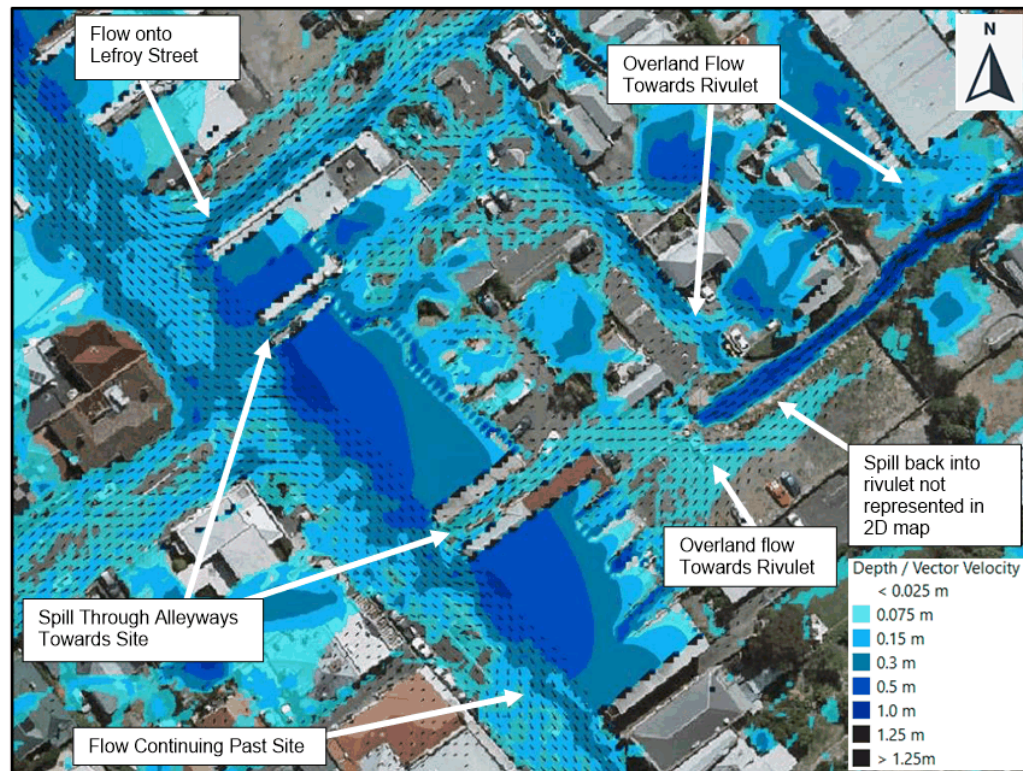 Flow onto
Lefroy Street
Overland Flow
Towards Rivulet
N
Spill back into
rivulet not
represented in
2D map
Overland flow
Towards Rivulet
Spill Through Alleyways
Towards Site
Flow Continuing Past Site
Depth / Vector Velocity
< 0.025 m
0.075 m
0.15 m
0.3 m
0.5 m
1.0 m
1.25 m
> 1.25m